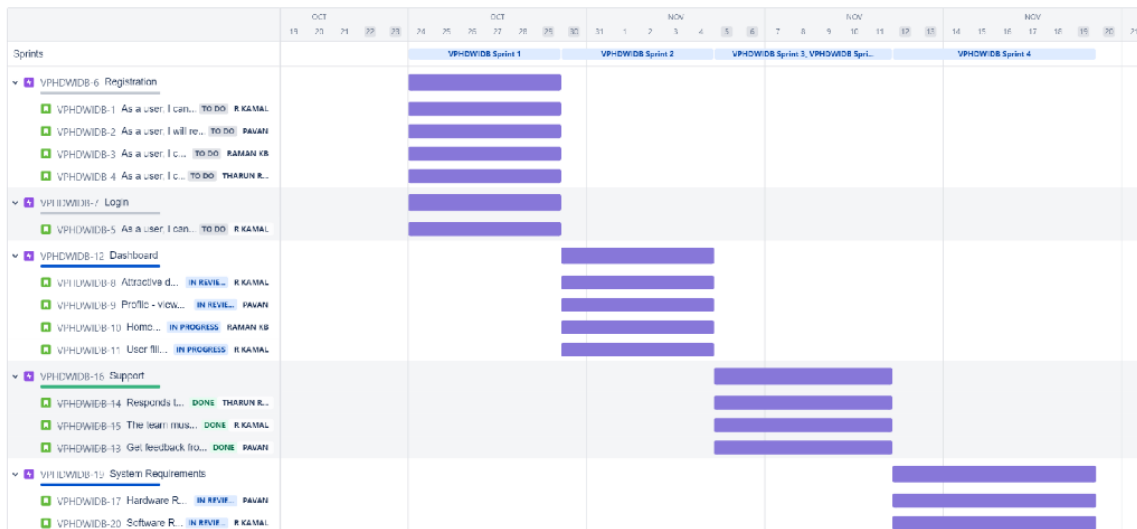 OCT OCT NOV NOV NOV
19 20 21 22 23 24 25 26 27 28 29 30 31 1 2 3 4 5 6 7 8 9 10 11 12 13 14 15 16 17 18 19 20 21
Sprints VPHDWIDB Sprint 1 VPHDWIDB Sprint 2 VPHDWIDB Sprint 3, VPHDWIDB Spri... VPHDWIDB Sprint 4
VPHDWIDB-6 Registration
VPHDWIDB-1 As a user, I can... TO DO R KAMAL
VPHDWIDB-2 As a user, I will re... TO DO PAVAN
VPHDWIDB-3 As a user, I c... TO DO RAMAN KB
VPHDWIDB-4 As a user, I c... TO DO THARUN R...
VPHDWIDB-7 Login
VPHDWIDB-5 As a user, I can... TO DO R KAMAL
VPHDWIDB-12 Dashboard
VPHDWIDB-8 Attractive d... IN REVIE... R KAMAL
VPHDWIDB-9 Profile - view... IN REVIE... PAVAN
VPHDWIDB-10 Home... IN PROGRESS RAMAN KB
VPHDWIDB-11 User fill... IN PROGRESS R KAMAL
VPHDWIDB-16 Support
VPHDWIDB-14 Responds t... DONE THARUN R...
VPHDWIDB-15 The team mus... DONE R KAMAL
VPHDWIDB-13 Get feedback fro... DONE PAVAN
VPHDWIDB-19 System Requirements
VPHDWIDB-17 Hardware R... IN REVIE... PAVAN
VPHDWIDB-20 Software R... IN REVIE... R KAMAL